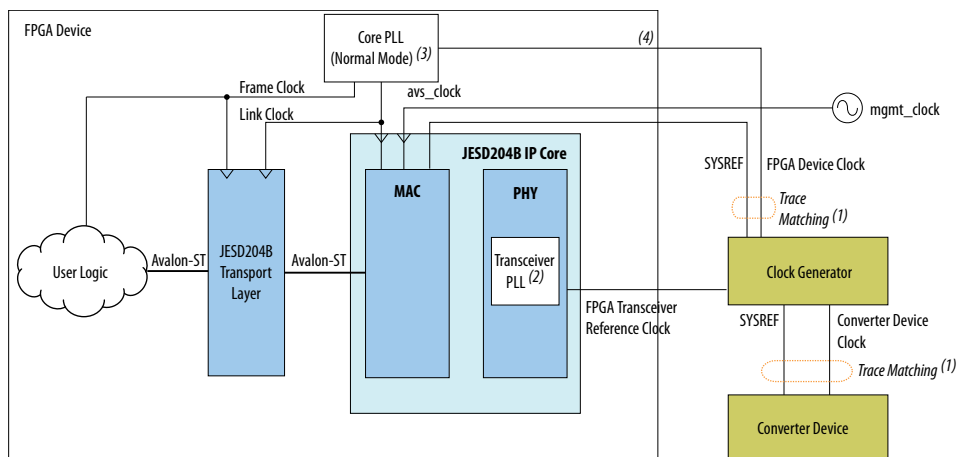 FPGA Device
Core PLL
(Normal Mode) (3)
(4)
Frame Clock
avs_clock
Link Clock
mgmt_clock
JESD204B IP Core
SYSREF
FPGA Device Clock
MAC
PHY
Trace
Matching (1)
User Logic
Avalon-ST
JESD204B
Transport
Layer
Avalon-ST
Transceiver
PLL (2)
Clock Generator
FPGA Transceiver
Reference Clock
SYSREF
Converter Device
Clock
Trace Matching (1)
Converter Device